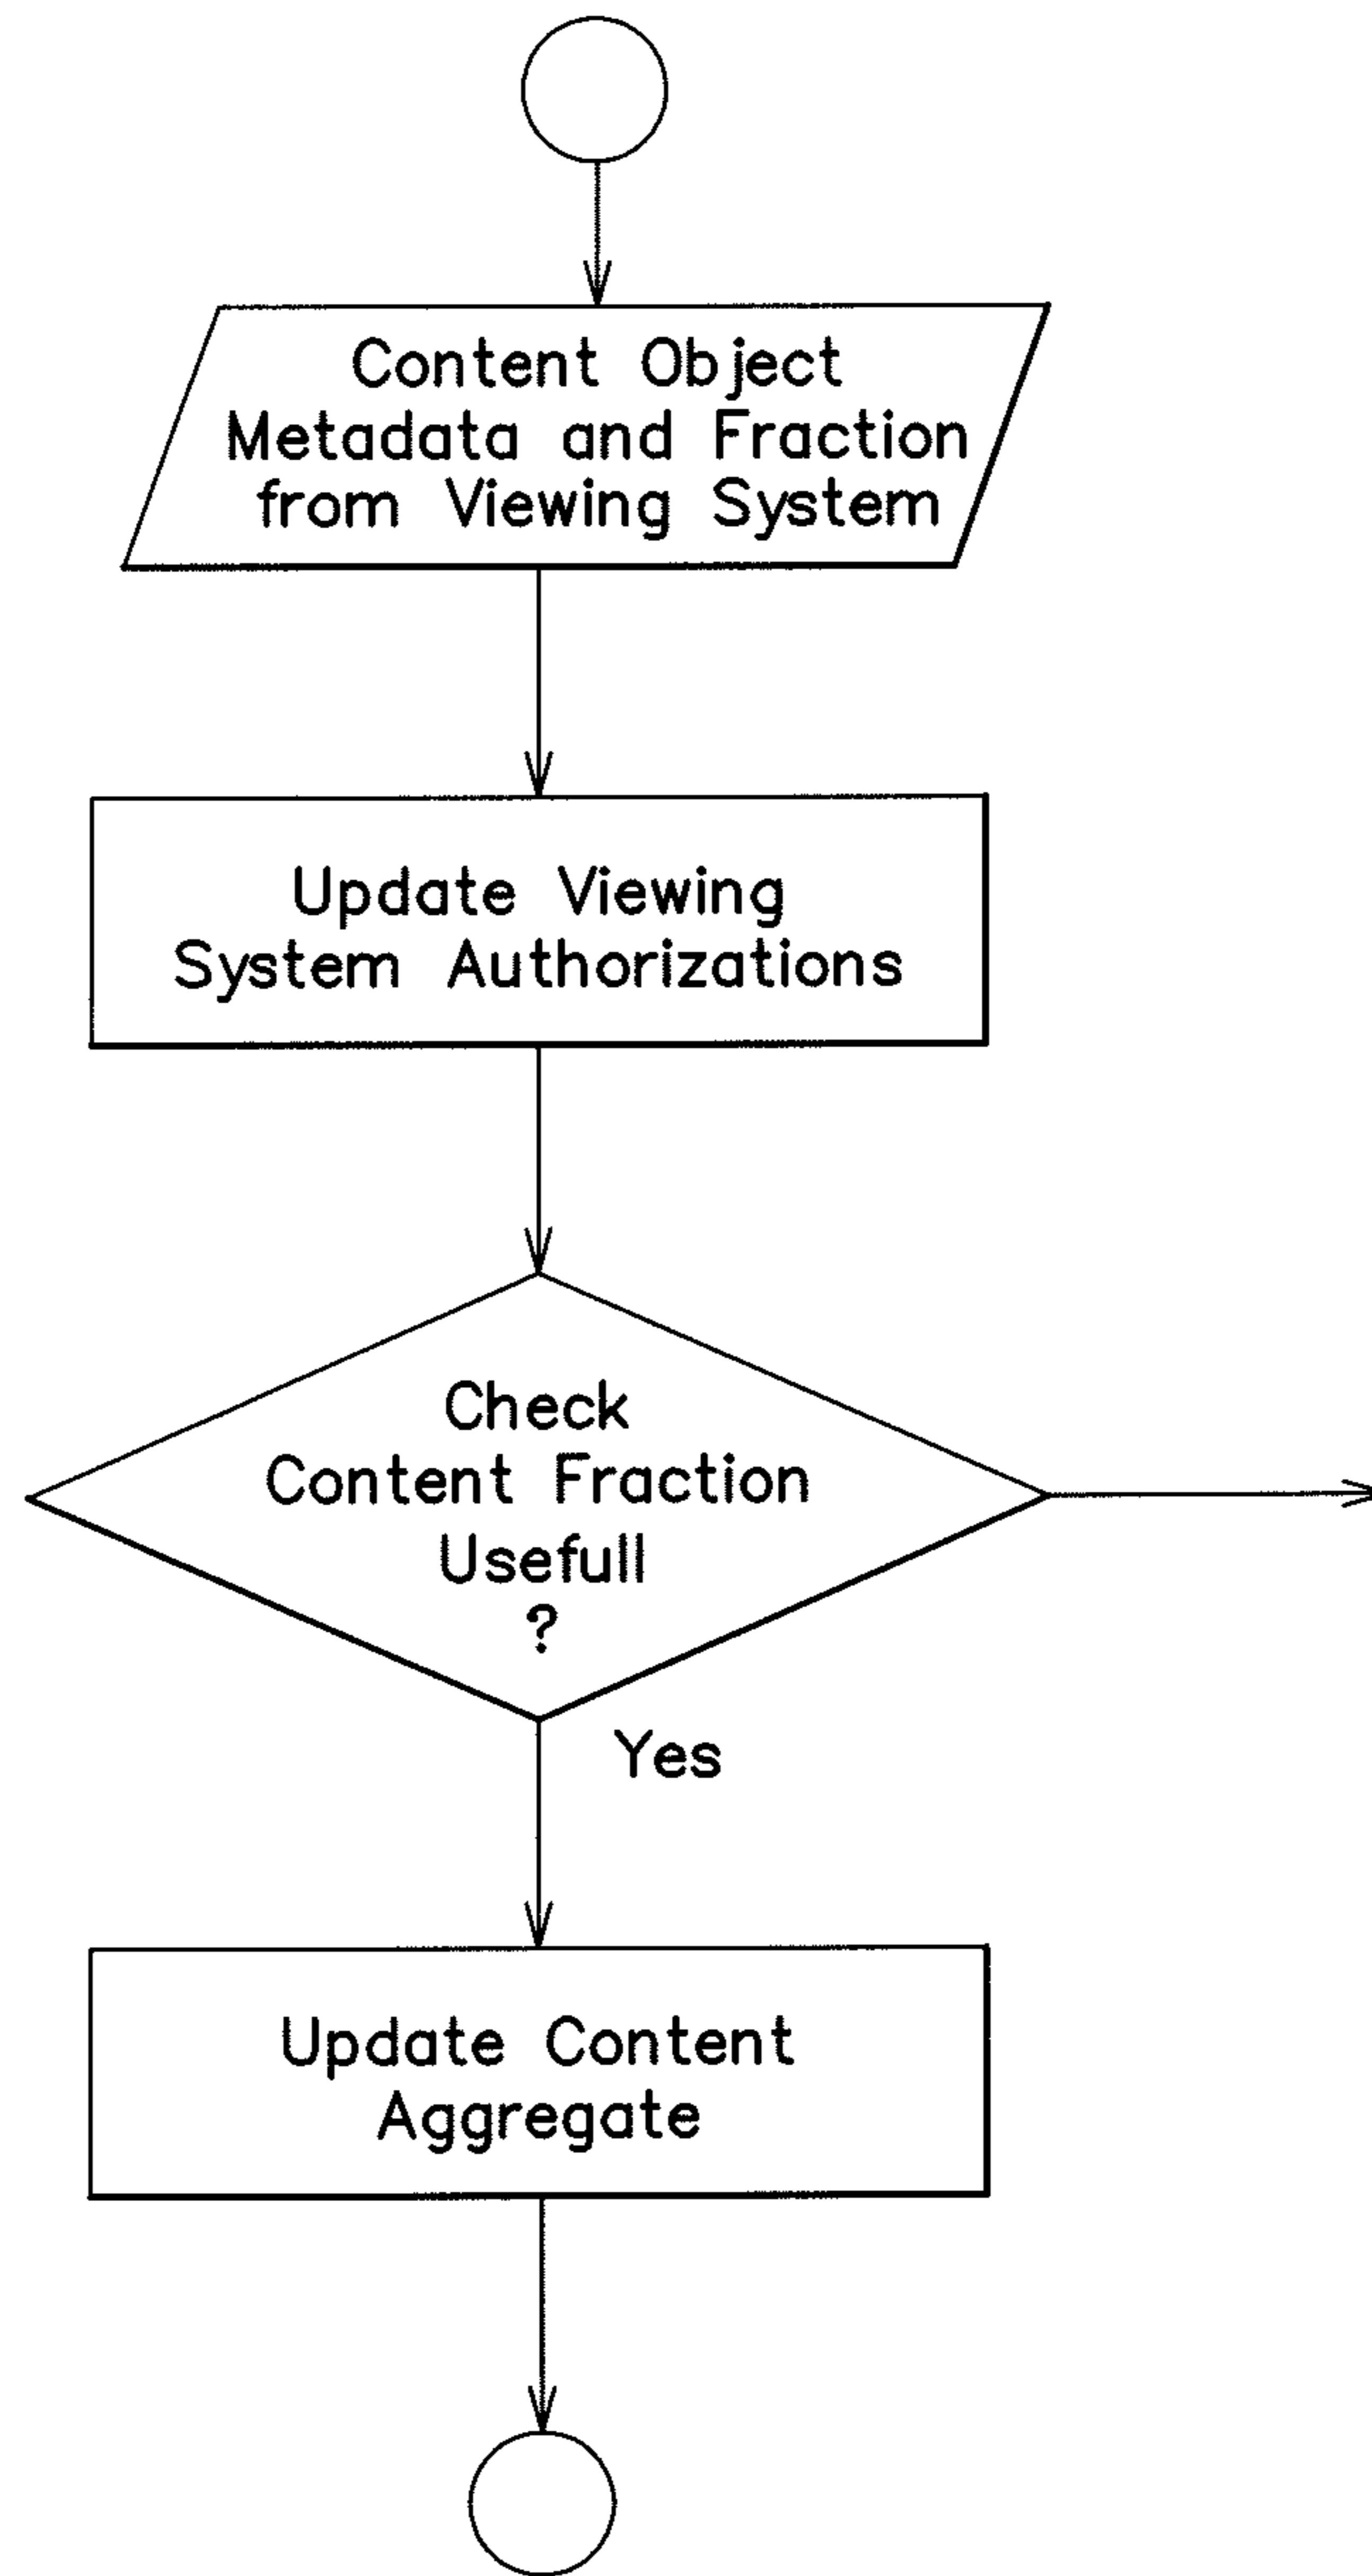 Content Object
Metadata and Fraction
from Viewing System
Update Viewing
System Authorizations
Check
Content Fraction
Usefull
?
Yes
Update Content
Aggregate